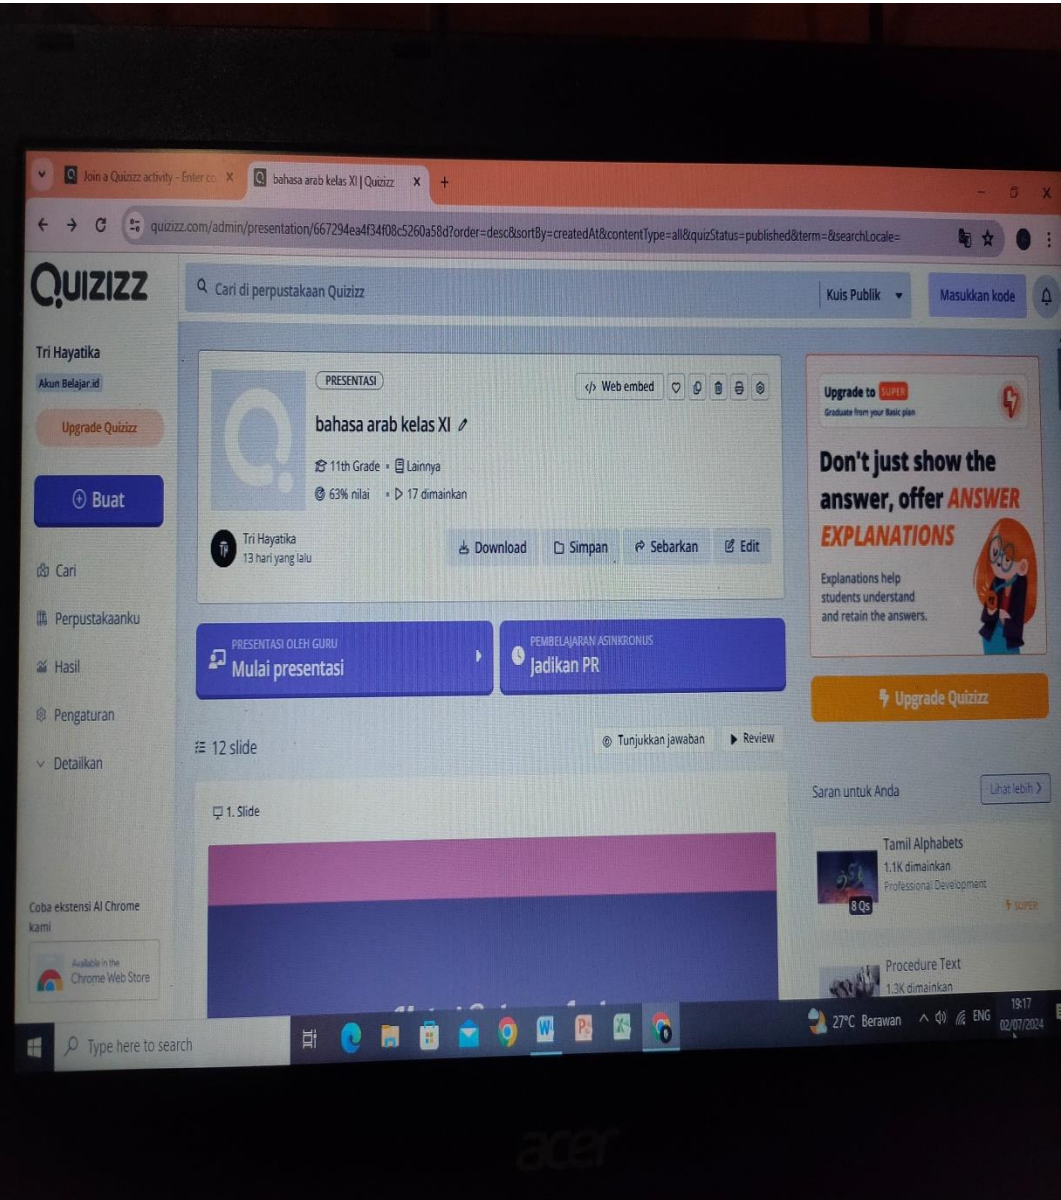 Join a Quizizz activity - Enter co
bahasa arab kelas XI | Quizizz
quizizz.com/admin/presentation/667294ea4f34f08c5260a58d?order=desc&sortBy=createdAt&contentType=all&quizStatus=published&term=&searchLocale=
QUIZIZZ
Cari di perpustakaan Quizizz
Kuis Publik
Masukkan kode
Tri Hayatika
Akun Belajar.id
Upgrade Quizizz
Buat
Cari
Perpustakaanku
Hasil
Pengaturan
Detailkan
Coba ekstensi AI Chrome
kami
Available in the
Chrome Web Store
PRESENTASI
</> Web embed
bahasa arab kelas XI
11th Grade • Lainnya
63% nilai • 17 dimainkan
Tri Hayatika
13 hari yang lalu
Download
Simpan
Sebarkan
Edit
PRESENTASI OLEH GURU
Mulai presentasi
PEMBELAJARAN ASINKRONUS
Jadikan PR
12 slide
Tunjukkan jawaban
Review
1. Slide
Upgrade to SUPER
Graduate from your Basic plan
Don't just show the
answer, offer ANSWER
EXPLANATIONS
Explanations help
students understand
and retain the answers.
Upgrade Quizizz
Saran untuk Anda
Lihat lebih
Tamil Alphabets
1.1K dimainkan
Professional Development
8 Qs
SUPER
Procedure Text
1.3K dimainkan
Type here to search
27°C Berawan
ENG
19:17
02/07/2024
acer